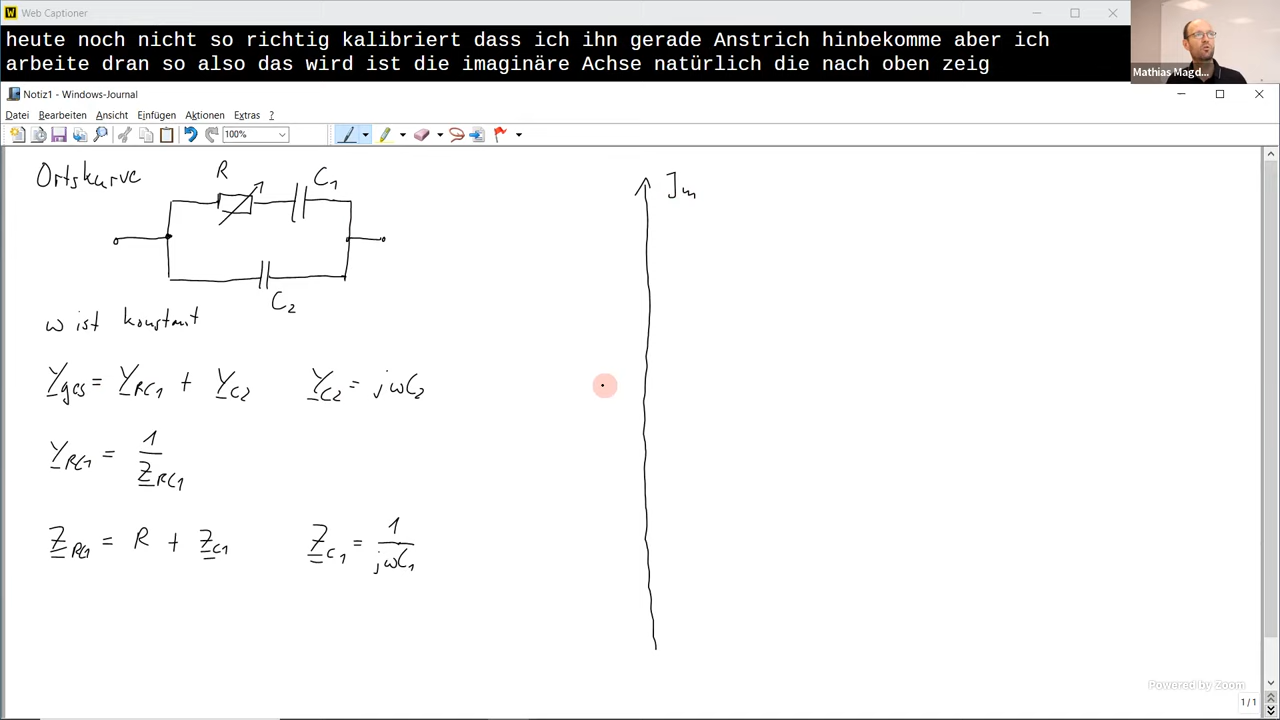 Web Captioner
heute noch nicht so richtig kalibriert dass ich ihn gerade Anstrich hinbekomme aber ich
arbeite dran so also das wird ist die imaginäre Achse natürlich die nach oben zeig
Mathias Magd...
Notiz1 - Windows-Journal
Datei Bearbeiten Ansicht Einfügen Aktionen Extras ?
100%
Ortskurve
R
C1
C2
ω ist konstant
Yges = YRC1 + YC2 YC2 = jωC2
YRC1 = 1/ZRC1
ZRC1 = R + ZC1 ZC1 = 1/jωC1
Im
Powered by Zoom
1/1